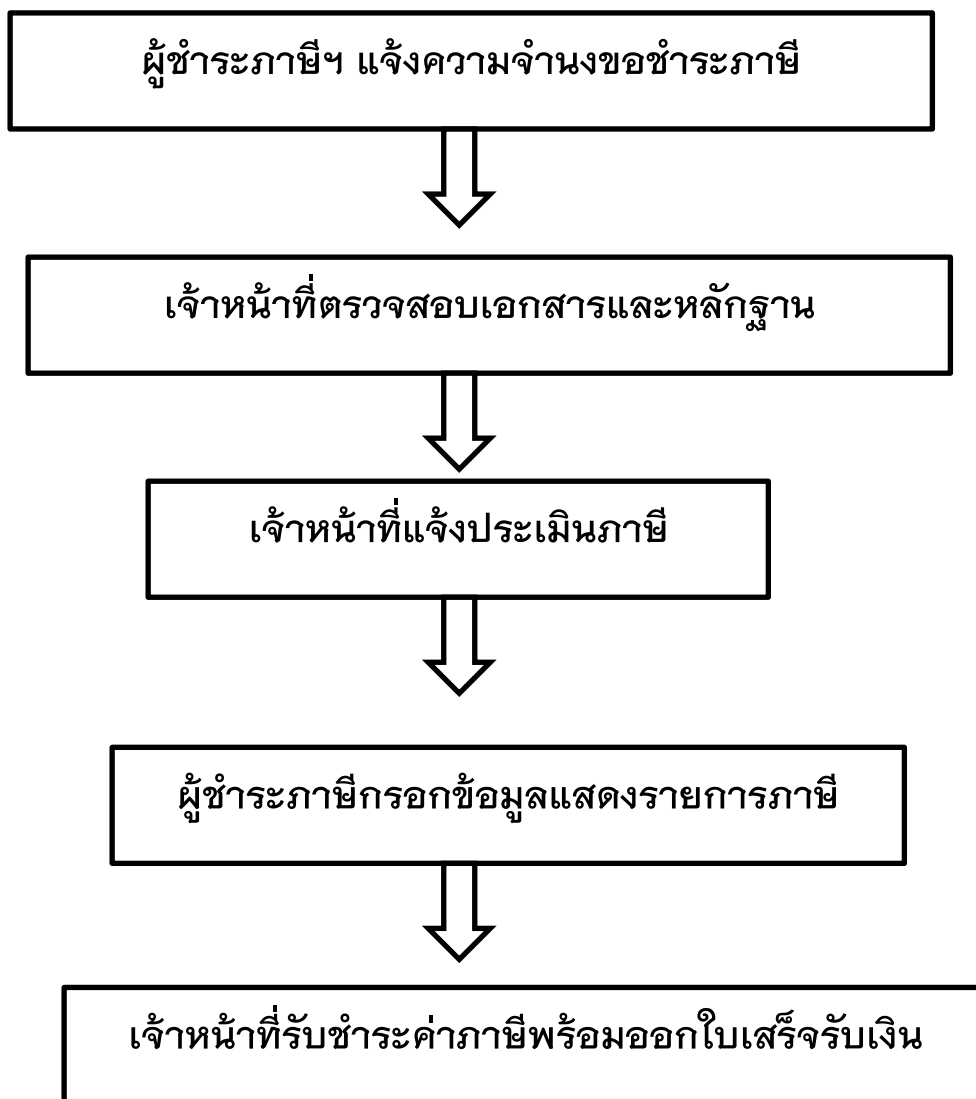 ผู้ชำระภาษีฯ แจ้งความจำนงขอชำระภาษี
เจ้าหน้าที่ตรวจสอบเอกสารและหลักฐาน
เจ้าหน้าที่แจ้งประเมินภาษี
ผู้ชำระภาษีกรอกข้อมูลแสดงรายการภาษี
เจ้าหน้าที่รับชำระค่าภาษีพร้อมออกใบเสร็จรับเงิน